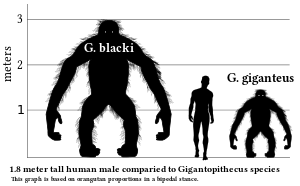 3
G. blacki
meters
2
G. giganteus
1
1.8 meter tall human male comparied to Gigantopithecus species
This graph is based on orangutan proportions in a bipedal stance.